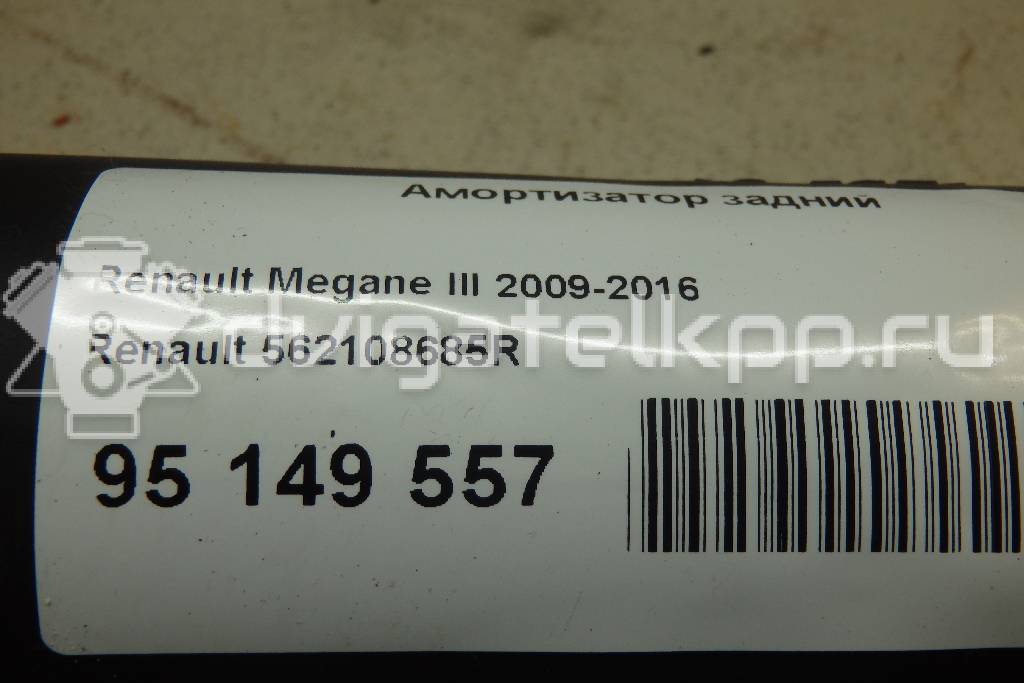 Амортизатор задний
Renault Megane III 2009-2016
Renault 562108685R
dvigatelkpp.ru
95 149 557